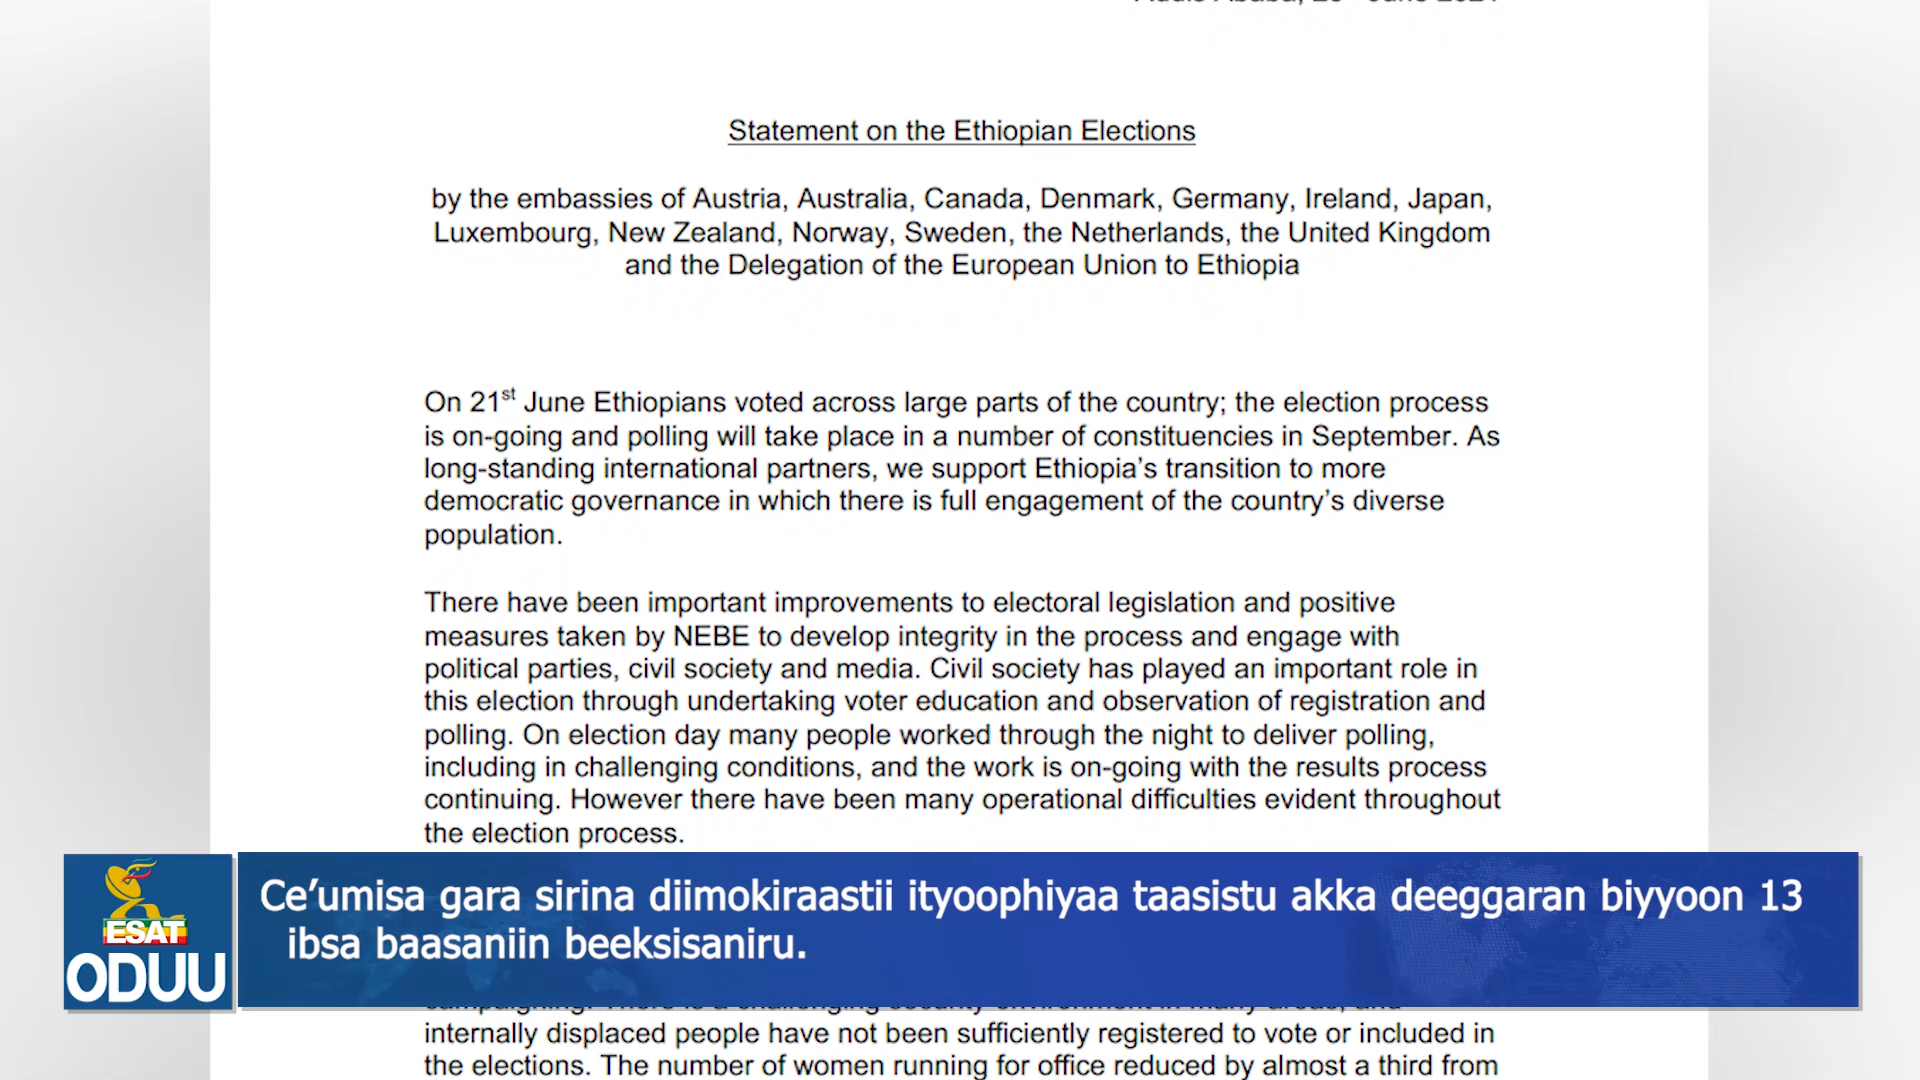 Statement on the Ethiopian Elections
by the embassies of Austria, Australia, Canada, Denmark, Germany, Ireland, Japan,
Luxembourg, New Zealand, Norway, Sweden, the Netherlands, the United Kingdom
and the Delegation of the European Union to Ethiopia
On 21st June Ethiopians voted across large parts of the country; the election process
is on-going and polling will take place in a number of constituencies in September. As
long-standing international partners, we support Ethiopia’s transition to more
democratic governance in which there is full engagement of the country’s diverse
population.
There have been important improvements to electoral legislation and positive
measures taken by NEBE to develop integrity in the process and engage with
political parties, civil society and media. Civil society has played an important role in
this election through undertaking voter education and observation of registration and
polling. On election day many people worked through the night to deliver polling,
including in challenging conditions, and the work is on-going with the results process
continuing. However there have been many operational difficulties evident throughout
the election process.
ESAT
ODUU
Ce’umisa gara sirina diimokiraastii ityoophiyaa taasistu akka deeggaran biyyoon 13
ibsa baasaniin beeksisaniru.
internally displaced people have not been sufficiently registered to vote or included in
the elections. The number of women running for office reduced by almost a third from